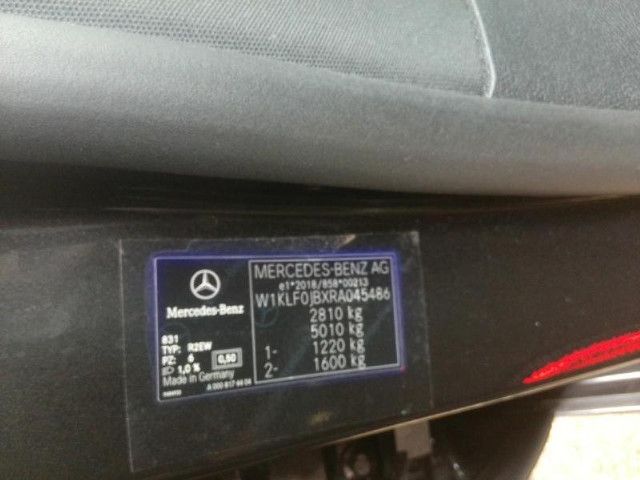 MERCEDES-BENZ AG
e1*2018/858*00213
W1KLF0JBXRA045486
2810 kg
5010 kg
1- 1220 kg
2- 1600 kg
Mercedes-Benz
831
TYP: R2EW
PZ: 6 0,50
1,0 %
Made in Germany